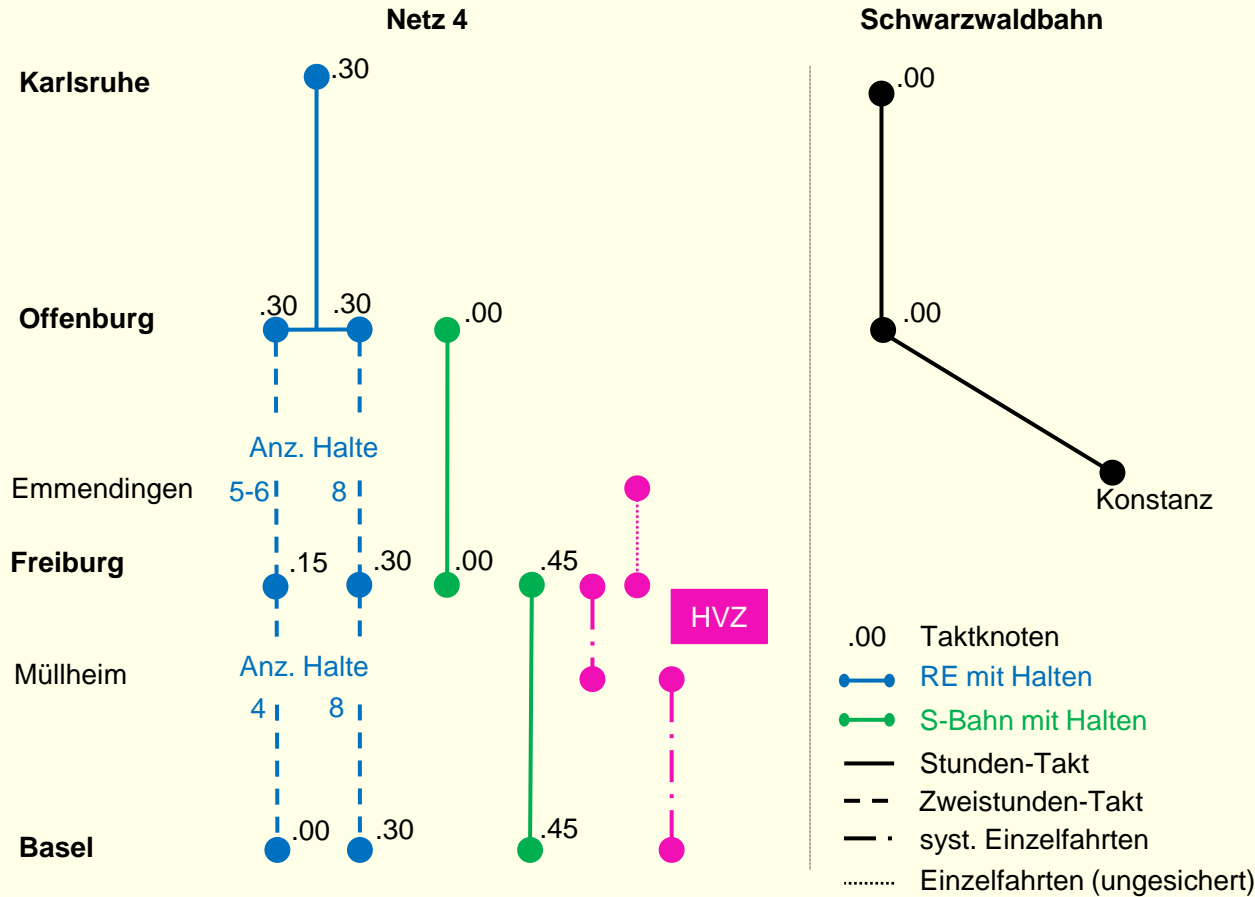 Netz 4
Schwarzwaldbahn
Karlsruhe
.30
.00
Offenburg
.30
.30
.00
.00
Anz. Halte
Emmendingen
5-6
8
Konstanz
Freiburg
.15
.30
.00
.45
HVZ
Müllheim
Anz. Halte
4
8
Basel
.00
.30
.45
.00 Taktknoten
RE mit Halten
S-Bahn mit Halten
Stunden-Takt
Zweistunden-Takt
syst. Einzelfahrten
Einzelfahrten (ungesichert)